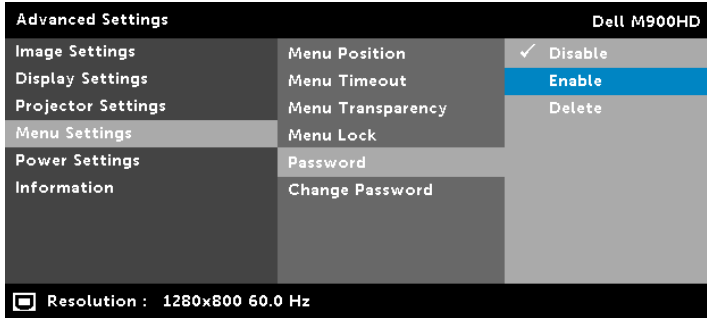 Advanced Settings Dell M900HD
Image Settings Menu Position ✓ Disable
Display Settings Menu Timeout Enable
Projector Settings Menu Transparency Delete
Menu Settings Menu Lock
Power Settings Password
Information Change Password
Resolution : 1280x800 60.0 Hz